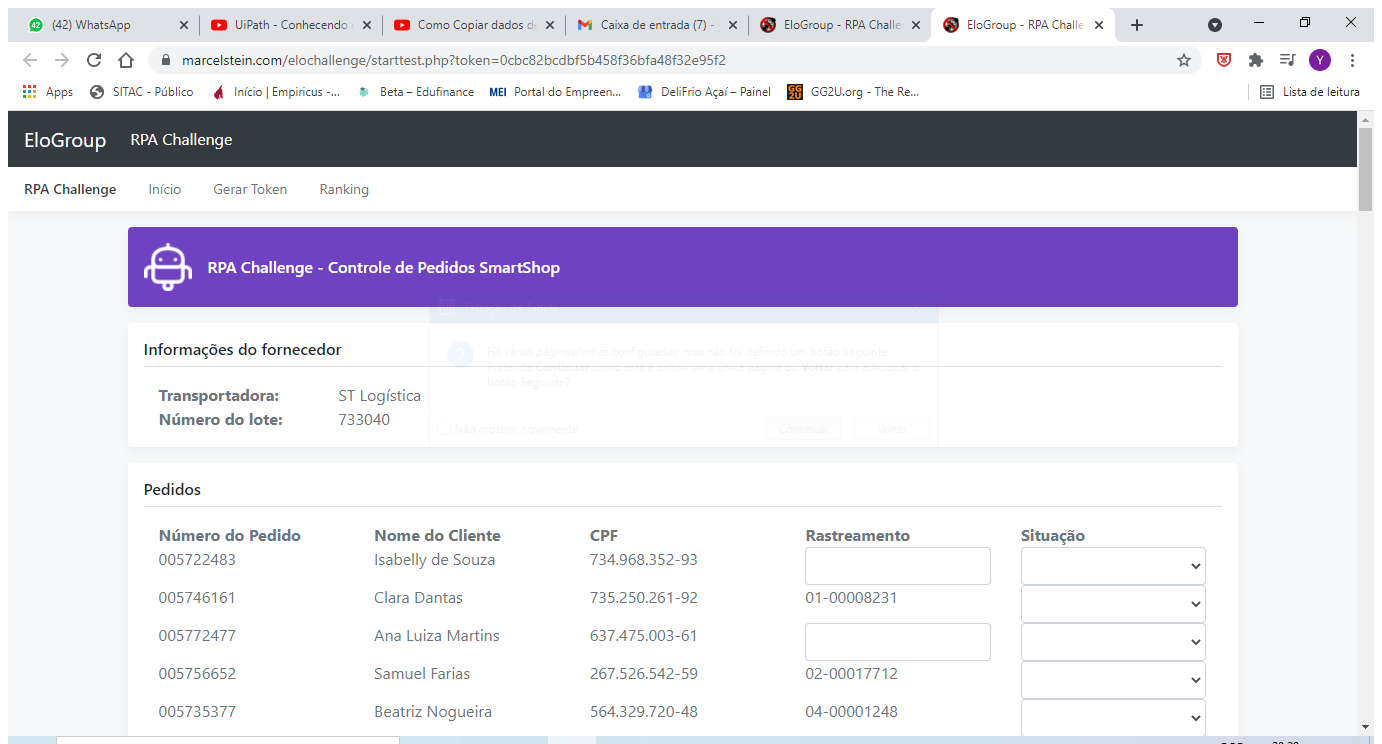 42 (42) WhatsApp
UiPath - Conhecendo
Como Copiar dados d
Caixa de entrada (7) -
EloGroup - RPA Challe
EloGroup - RPA Challe
marcelstein.com/elochallenge/starttest.php?token=0cbc82bcdbf5b458f36bfa48f32e95f2
Y
Apps
SITAC - Público
Início | Empiricus -...
Beta – Edufinance
MEI Portal do Empreen...
DeliFrio Açaí – Painel
GG2U GG2U.org - The Re...
Lista de leitura
EloGroup RPA Challenge
RPA Challenge Início Gerar Token Ranking
RPA Challenge - Controle de Pedidos SmartShop
Informações do fornecedor
Há várias páginas/linhas configuradas, mas não foi definido um botão Seguinte.
Pretende Continuar como está e extrair uma única página ou Voltar para adicionar o
botão Seguinte?
Não mostrar novamente Continuar Voltar
Transportadora: ST Logística
Número do lote: 733040
Pedidos
Número do Pedido Nome do Cliente CPF Rastreamento Situação
005722483 Isabelly de Souza 734.968.352-93
005746161 Clara Dantas 735.250.261-92 01-00008231
005772477 Ana Luiza Martins 637.475.003-61
005756652 Samuel Farias 267.526.542-59 02-00017712
005735377 Beatriz Nogueira 564.329.720-48 04-00001248